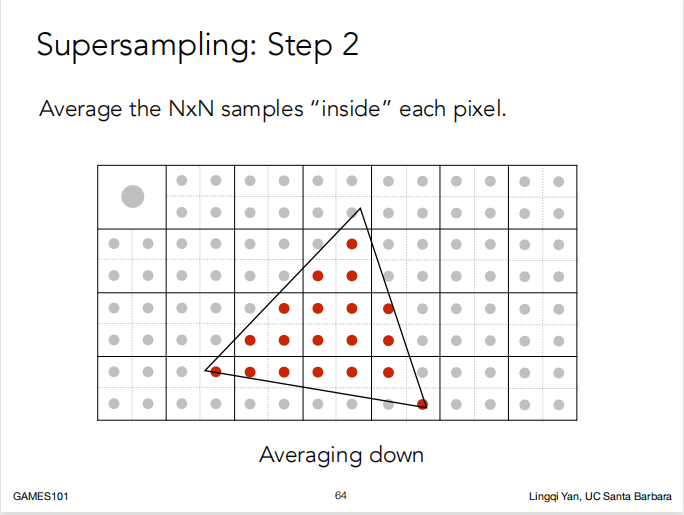 Supersampling: Step 2
Average the NxN samples “inside” each pixel.
Averaging down
GAMES101
64
Lingqi Yan, UC Santa Barbara